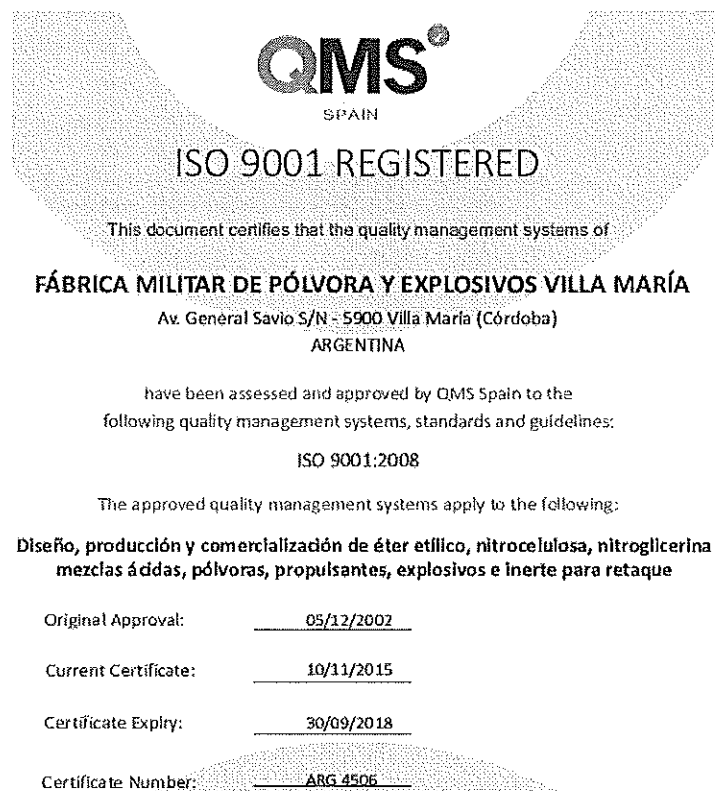 QMS
SPAIN
ISO 9001 REGISTERED
This document certifies that the quality management systems of
FÁBRICA MILITAR DE PÓLVORA Y EXPLOSIVOS VILLA MARÍA
Av. General Savio S/N - 5900 Villa María (Córdoba)
ARGENTINA
have been assessed and approved by QMS Spain to the
following quality management systems, standards and guidelines:
ISO 9001:2008
The approved quality management systems apply to the following:
Diseño, producción y comercialización de éter etílico, nitrocelulosa, nitroglicerina
mezclas ácidas, pólvoras, propulsantes, explosivos e inerte para retaque
Original Approval: 05/12/2002
Current Certificate: 10/11/2015
Certificate Expiry: 30/09/2018
Certificate Number: ARG 4506